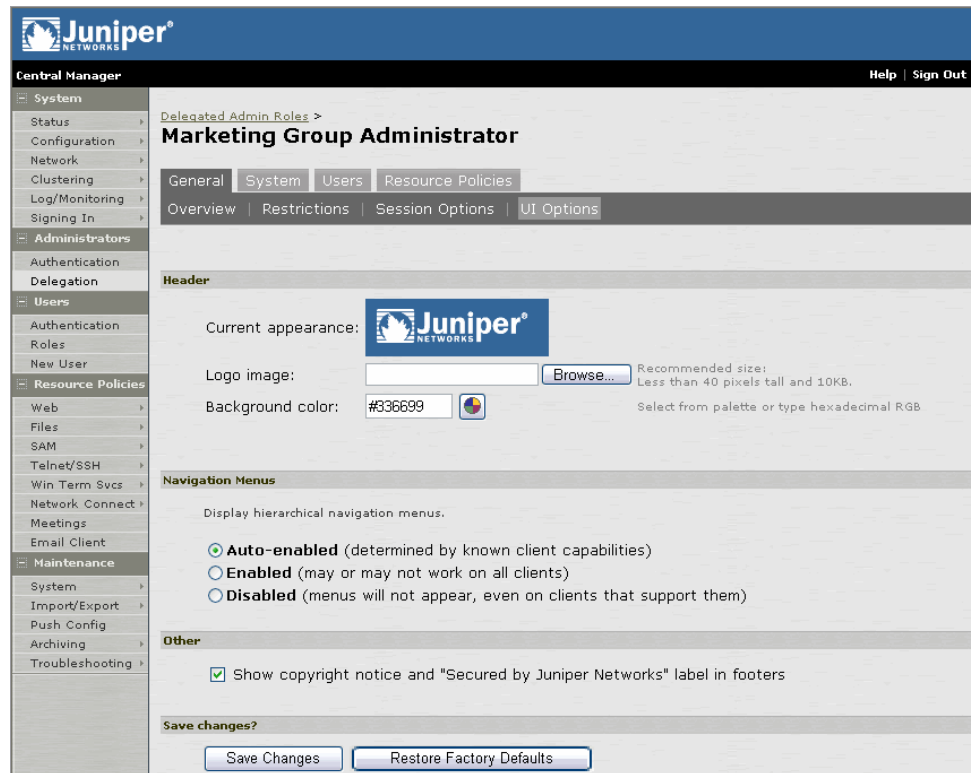 Juniper®
NETWORKS
Central Manager
Help | Sign Out
System
Status
Configuration
Network
Clustering
Log/Monitoring
Signing In
Administrators
Authentication
Delegation
Users
Authentication
Roles
New User
Resource Policies
Web
Files
SAM
Telnet/SSH
Win Term Svcs
Network Connect
Meetings
Email Client
Maintenance
System
Import/Export
Push Config
Archiving
Troubleshooting
Delegated Admin Roles >
Marketing Group Administrator
General System Users Resource Policies
Overview | Restrictions | Session Options | UI Options
Header
Current appearance:
Juniper®
NETWORKS
Logo image:
Browse...
Recommended size:
Less than 40 pixels tall and 10KB.
Background color:
#336699
Select from palette or type hexadecimal RGB
Navigation Menus
Display hierarchical navigation menus.
Auto-enabled (determined by known client capabilities)
Enabled (may or may not work on all clients)
Disabled (menus will not appear, even on clients that support them)
Other
Show copyright notice and "Secured by Juniper Networks" label in footers
Save changes?
Save Changes
Restore Factory Defaults